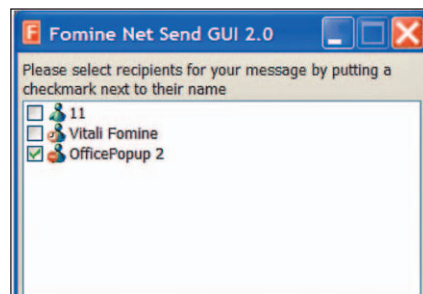 Fomine Net Send GUI 2.0
Please select recipients for your message by putting a
checkmark next to their name
11
Vitali Fomine
OfficePopup 2